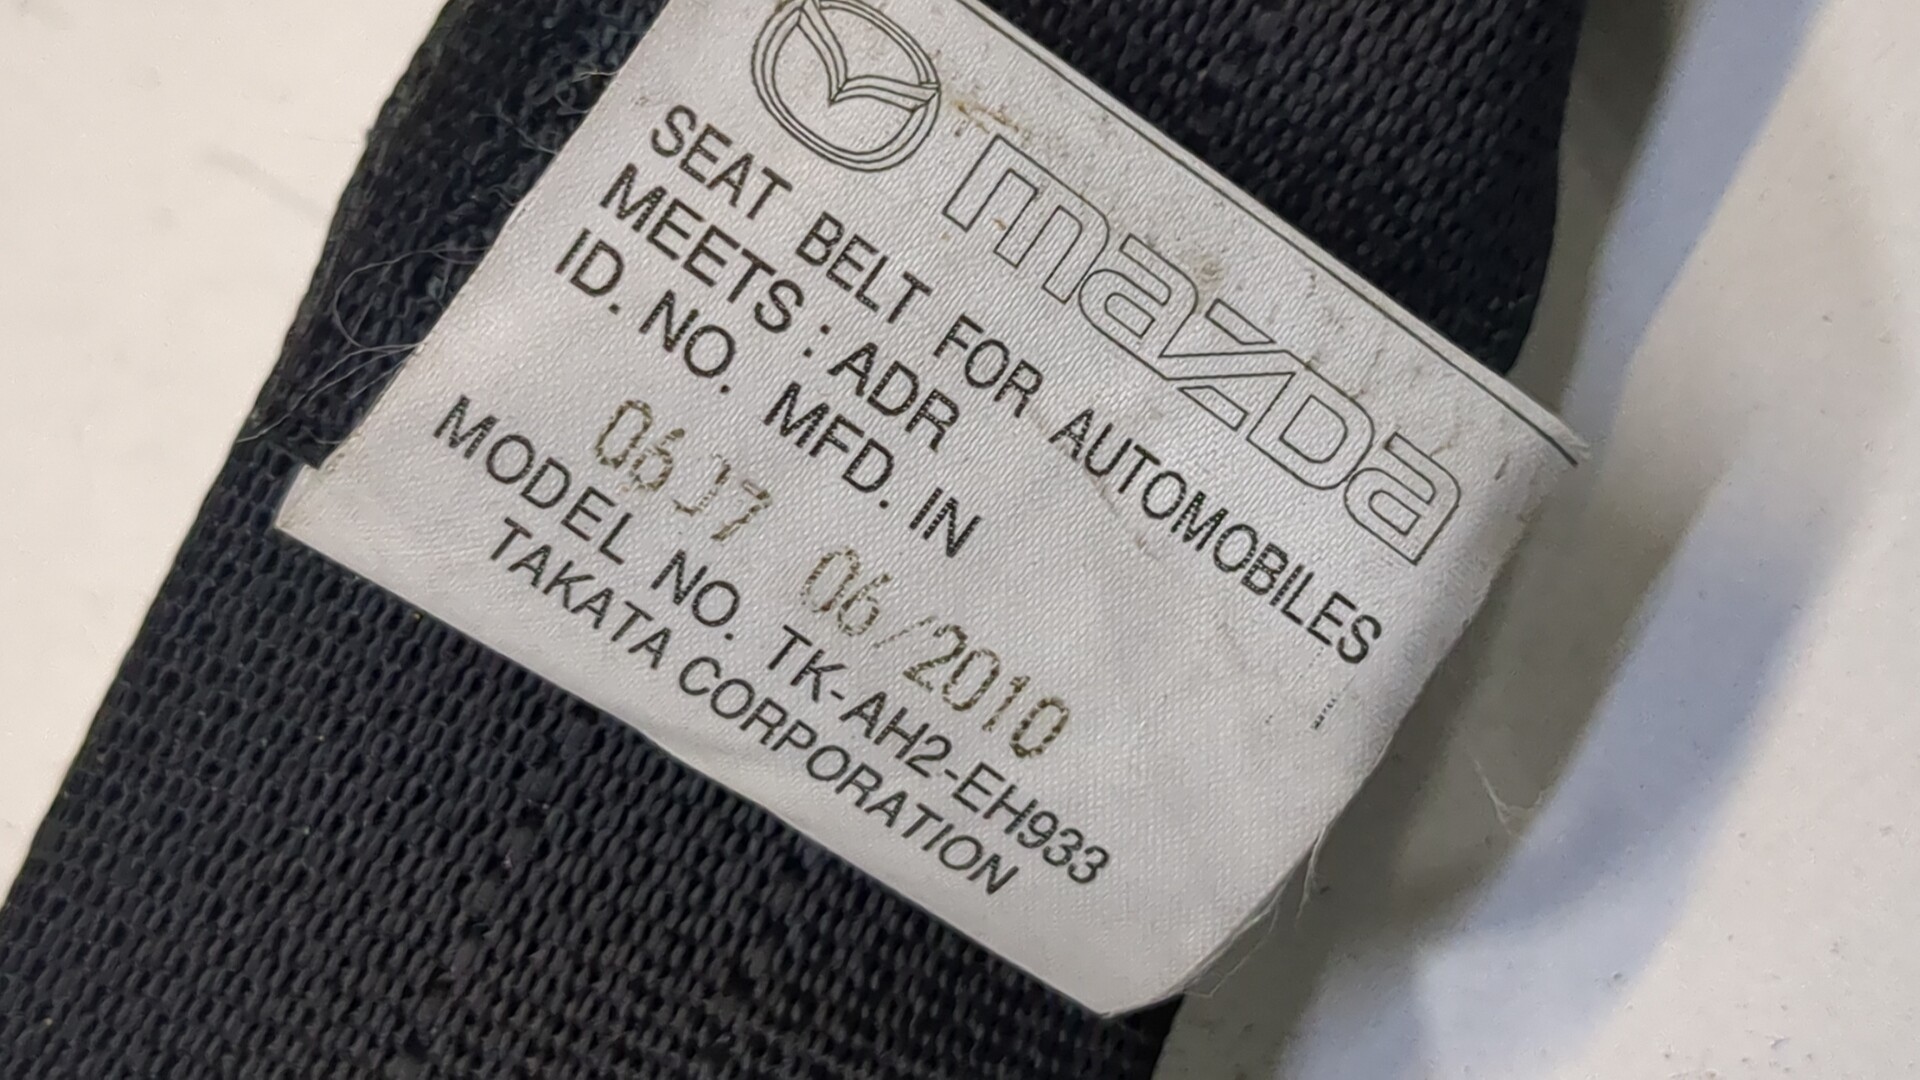 mazda
SEAT BELT FOR AUTOMOBILES
MEETS : ADR
ID. NO. MFD. IN
06J7 06/2010
MODEL NO. TK-AH2-EH933
TAKATA CORPORATION